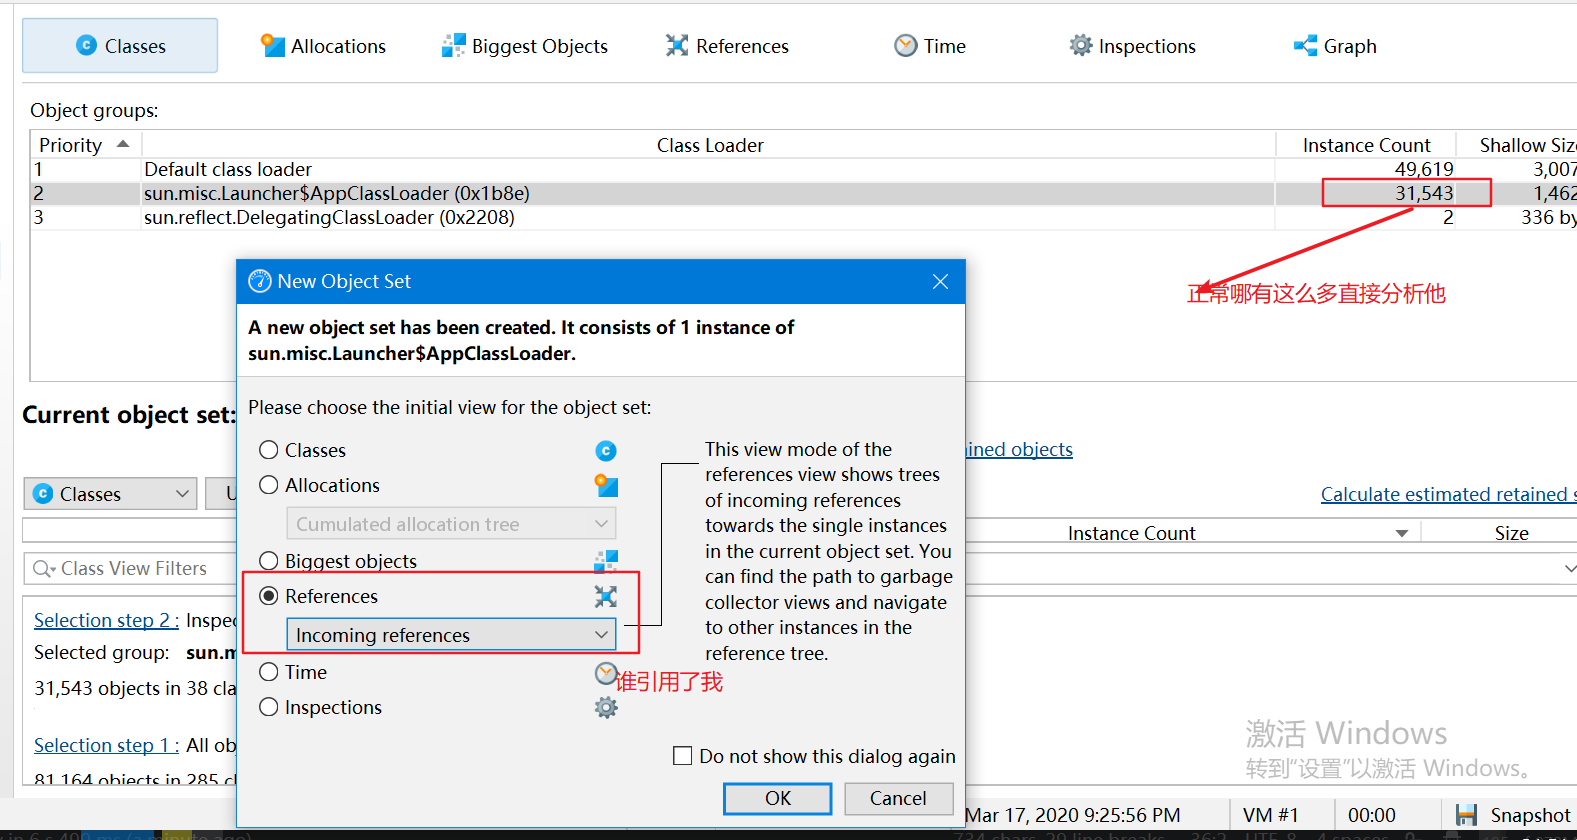 Classes
Allocations
Biggest Objects
References
Time
Inspections
Graph
Object groups:
Priority
Class Loader
Instance Count
Shallow Siz
1
Default class loader
49,619
3,007
2
sun.misc.Launcher$AppClassLoader (0x1b8e)
31,543
1,462
3
sun.reflect.DelegatingClassLoader (0x2208)
2
336 by
正常哪有这么多直接分析他
New Object Set
A new object set has been created. It consists of 1 instance of
sun.misc.Launcher$AppClassLoader.
Please choose the initial view for the object set:
Classes
Allocations
Cumulated allocation tree
Biggest objects
References
Incoming references
Time
谁引用了我
Inspections
This view mode of the
references view shows trees
of incoming references
towards the single instances
in the current object set. You
can find the path to garbage
collector views and navigate
to other instances in the
reference tree.
Do not show this dialog again
OK
Cancel
Current object set:
ined objects
Classes
U
Calculate estimated retained s
Instance Count
Size
Class View Filters
Selection step 2 : Inspec
Selected group: sun.m
31,543 objects in 38 cla
Selection step 1 : All ob
81,164 objects in 285 cl
激活 Windows
转到“设置”以激活 Windows。
Mar 17, 2020 9:25:56 PM
VM #1
00:00
Snapshot